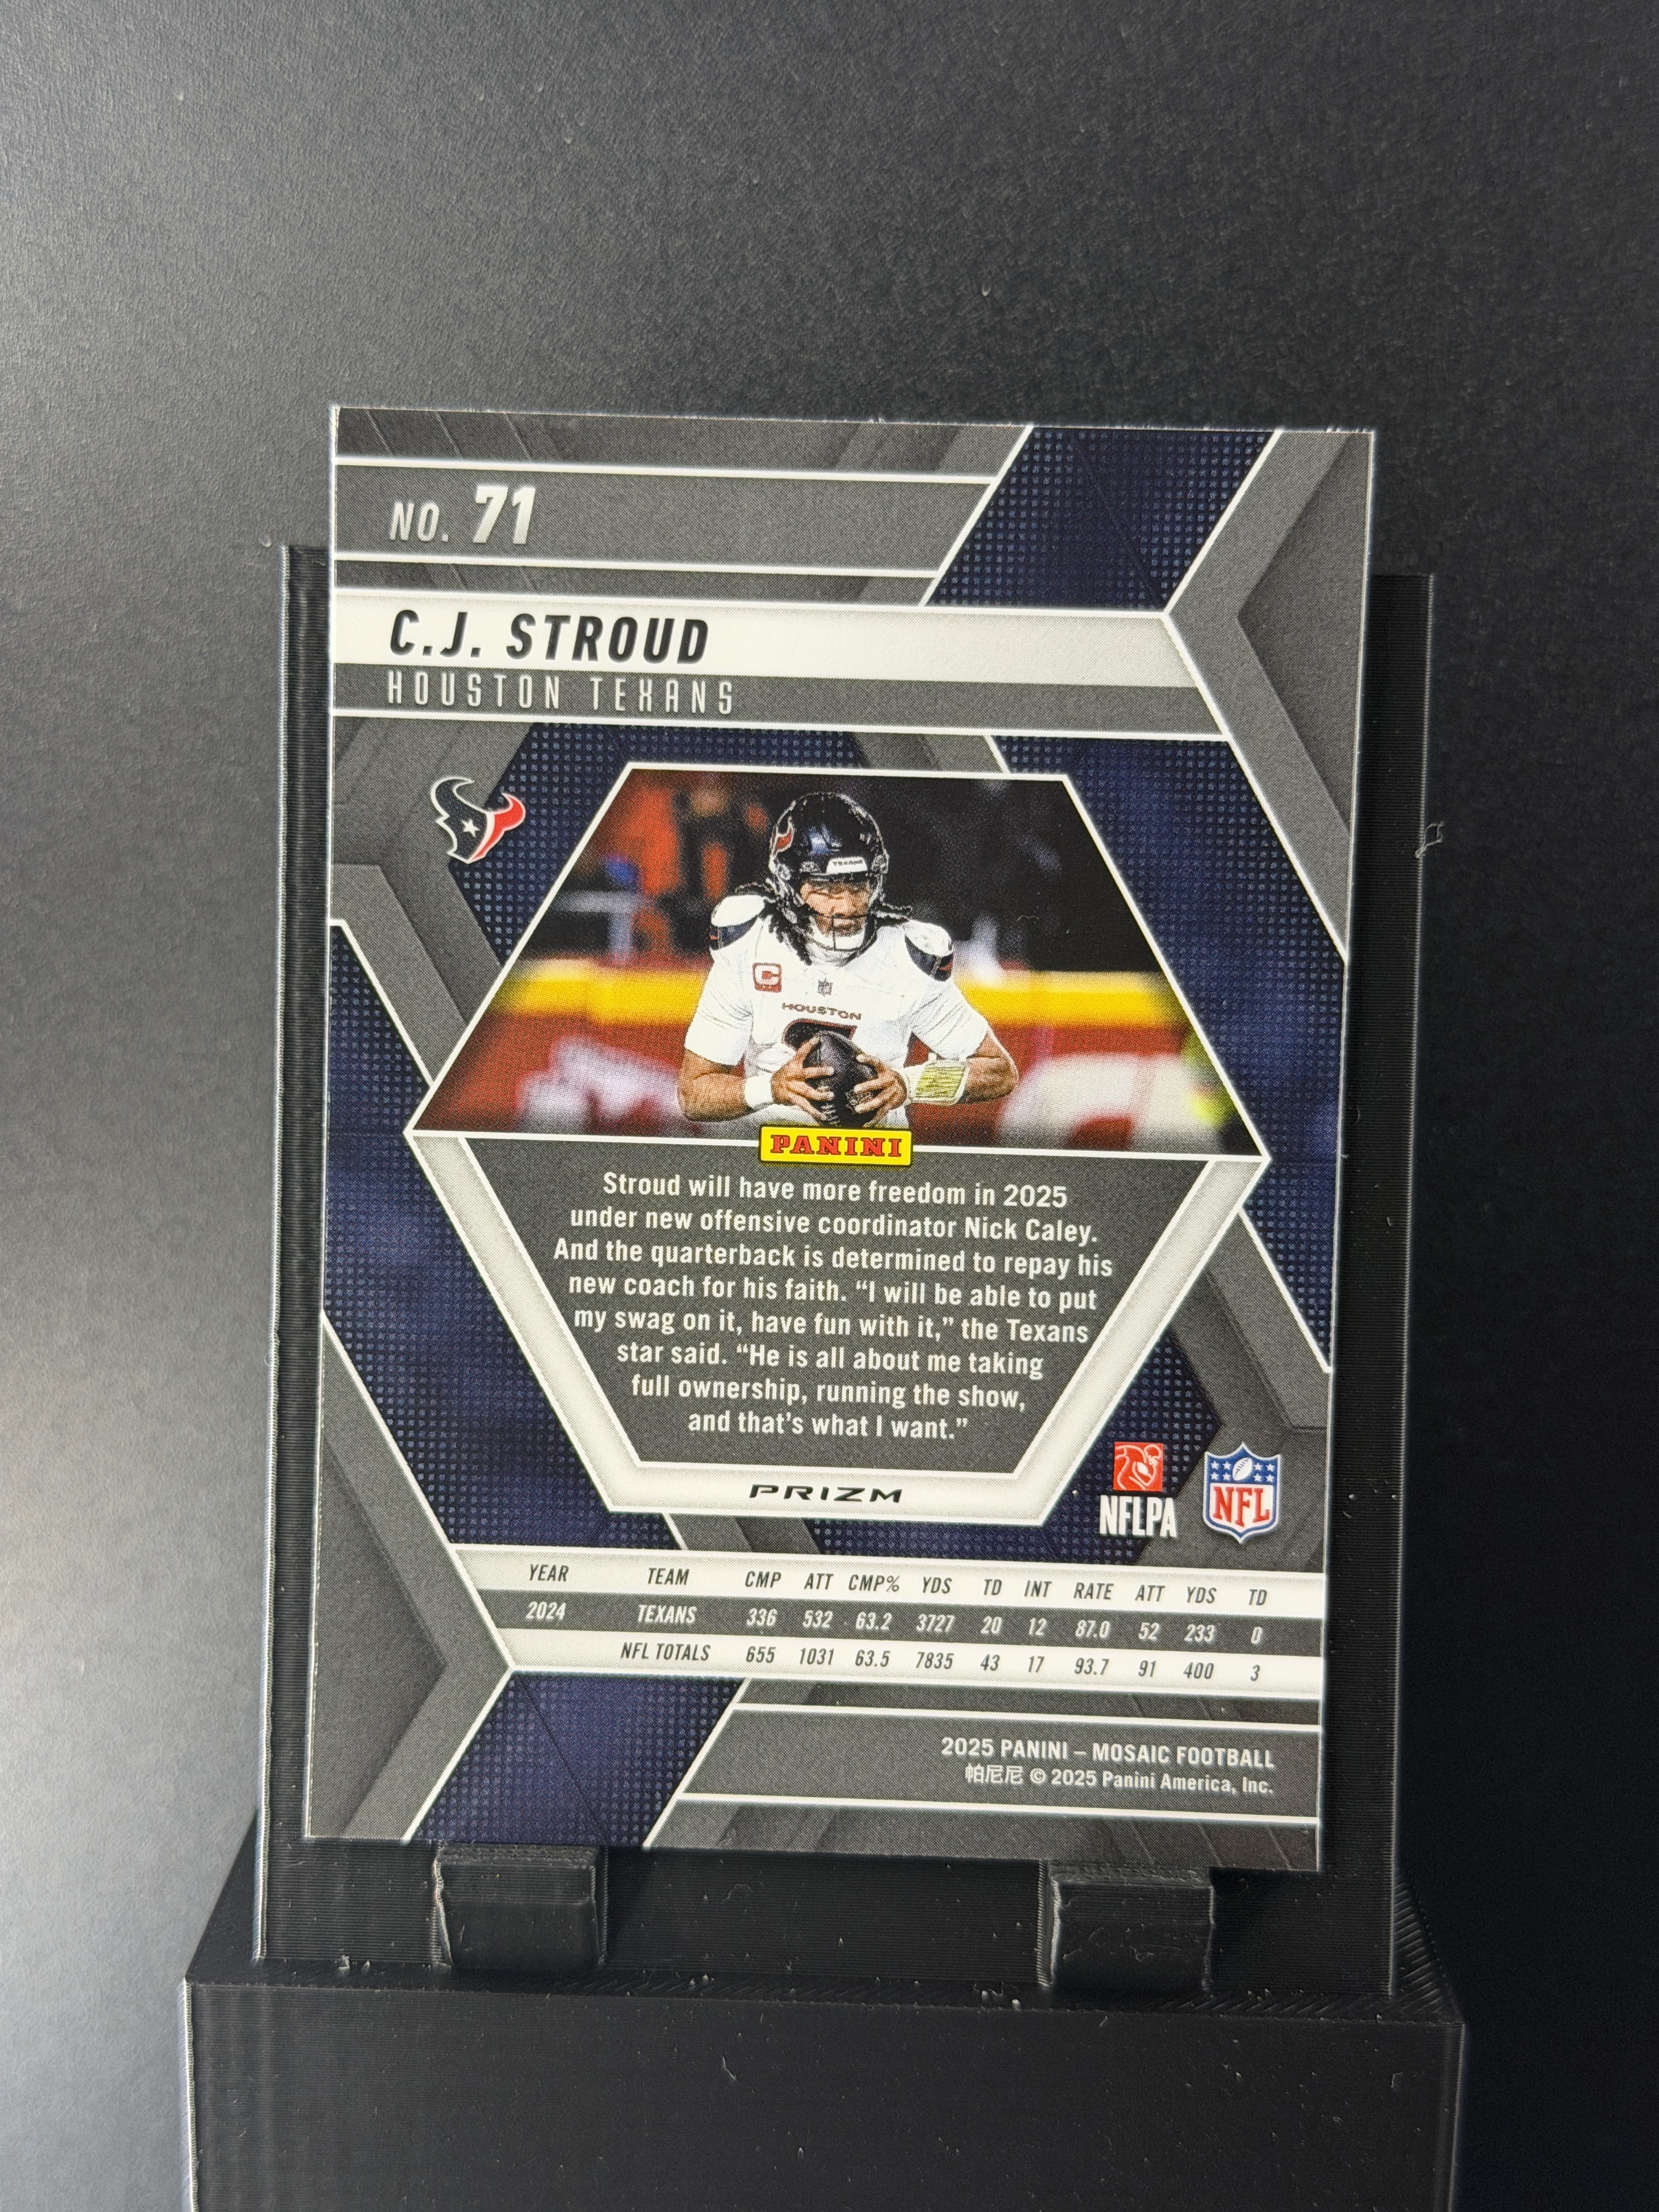 NO. 71
C.J. STROUD
HOUSTON TEXANS
TEXANS
C
HOUSTON
PANINI
Stroud will have more freedom in 2025
under new offensive coordinator Nick Caley.
And the quarterback is determined to repay his
new coach for his faith. “I will be able to put
my swag on it, have fun with it,” the Texans
star said. “He is all about me taking
full ownership, running the show,
and that’s what I want.”
PRIZM
NFLPA
NFL
YEAR TEAM CMP ATT CMP% YDS TD INT RATE ATT YDS TD
2024 TEXANS 336 532 63.2 3727 20 12 87.0 52 233 0
NFL TOTALS 655 1031 63.5 7835 43 17 93.7 91 400 3
2025 PANINI – MOSAIC FOOTBALL
帕尼尼 © 2025 Panini America, Inc.